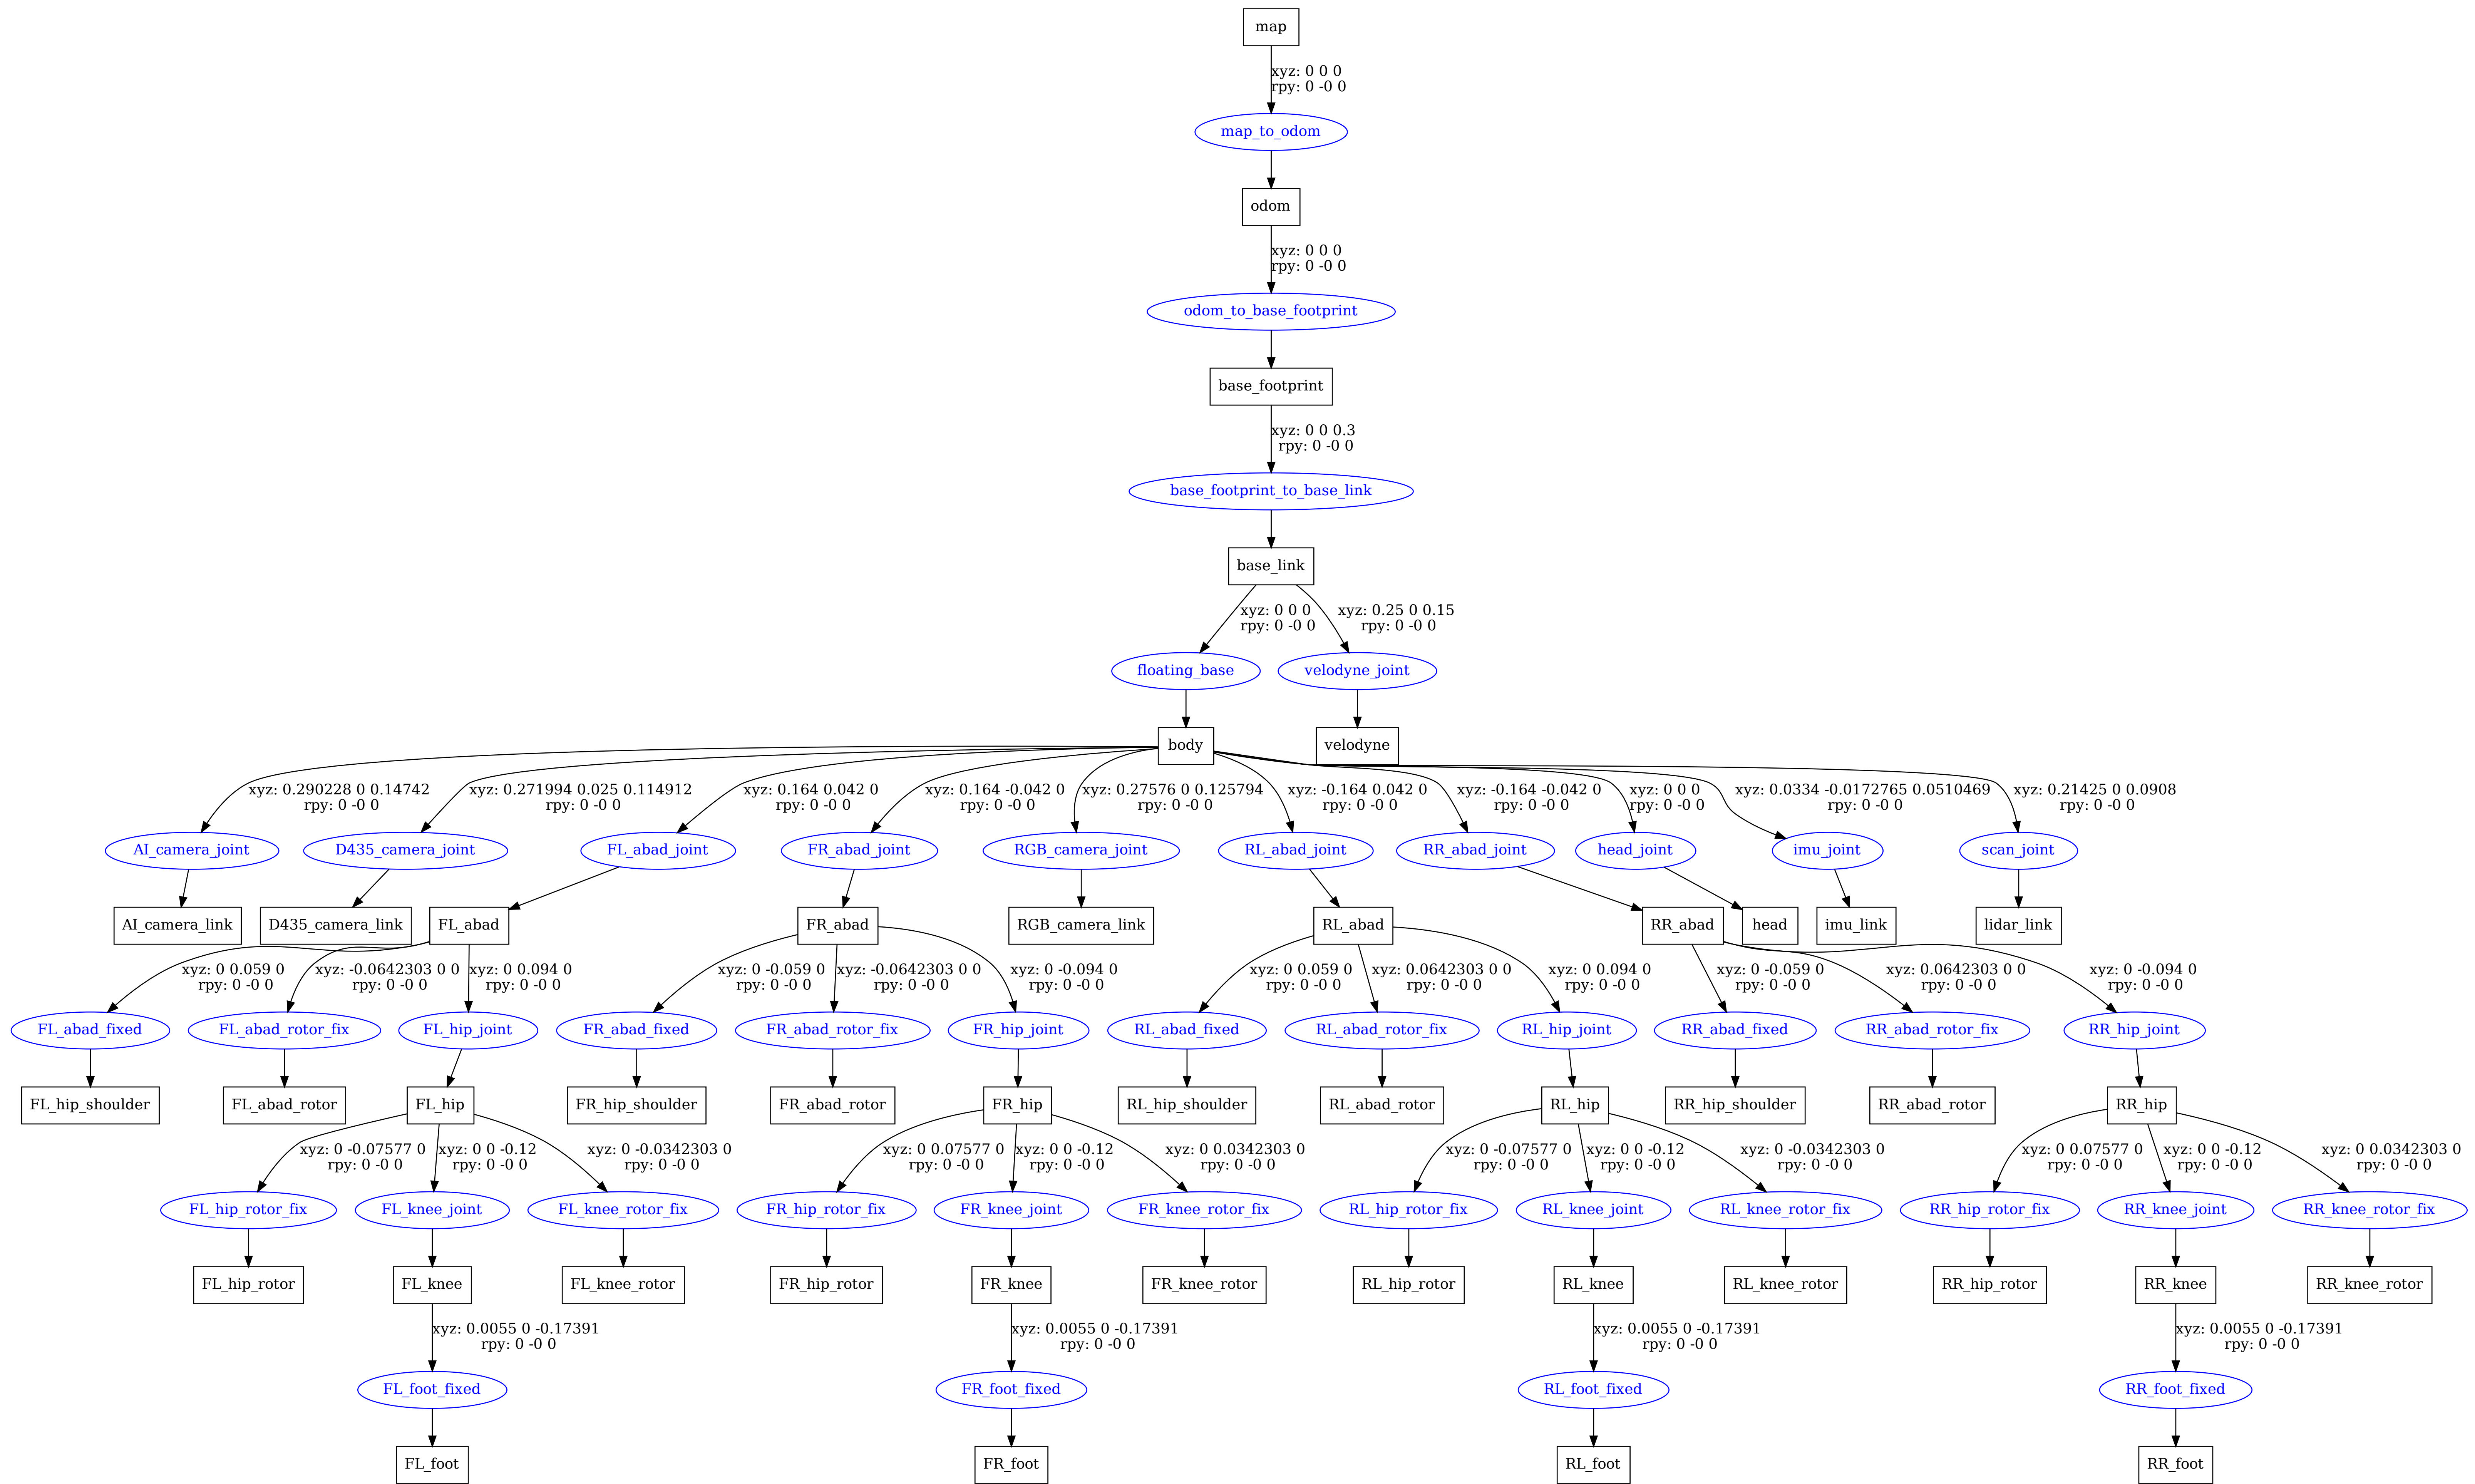 map
xyz: 0 0 0
rpy: 0 -0 0
map_to_odom
odom
xyz: 0 0 0
rpy: 0 -0 0
odom_to_base_footprint
base_footprint
xyz: 0 0 0.3
rpy: 0 -0 0
base_footprint_to_base_link
base_link
xyz: 0 0 0
rpy: 0 -0 0
xyz: 0.25 0 0.15
rpy: 0 -0 0
floating_base
velodyne_joint
body
velodyne
xyz: 0.290228 0 0.14742
rpy: 0 -0 0
xyz: 0.271994 0.025 0.114912
rpy: 0 -0 0
xyz: 0.164 0.042 0
rpy: 0 -0 0
xyz: 0.164 -0.042 0
rpy: 0 -0 0
xyz: 0.27576 0 0.125794
rpy: 0 -0 0
xyz: -0.164 0.042 0
rpy: 0 -0 0
xyz: -0.164 -0.042 0
rpy: 0 -0 0
xyz: 0 0 0
rpy: 0 -0 0
xyz: 0.0334 -0.0172765 0.0510469
rpy: 0 -0 0
xyz: 0.21425 0 0.0908
rpy: 0 -0 0
AI_camera_joint
D435_camera_joint
FL_abad_joint
FR_abad_joint
RGB_camera_joint
RL_abad_joint
RR_abad_joint
head_joint
imu_joint
scan_joint
AI_camera_link
D435_camera_link
FL_abad
FR_abad
RGB_camera_link
RL_abad
RR_abad
head
imu_link
lidar_link
xyz: 0 0.059 0
rpy: 0 -0 0
xyz: -0.0642303 0 0
rpy: 0 -0 0
xyz: 0 0.094 0
rpy: 0 -0 0
xyz: 0 -0.059 0
rpy: 0 -0 0
xyz: -0.0642303 0 0
rpy: 0 -0 0
xyz: 0 -0.094 0
rpy: 0 -0 0
xyz: 0 0.059 0
rpy: 0 -0 0
xyz: 0.0642303 0 0
rpy: 0 -0 0
xyz: 0 0.094 0
rpy: 0 -0 0
xyz: 0 -0.059 0
rpy: 0 -0 0
xyz: 0.0642303 0 0
rpy: 0 -0 0
xyz: 0 -0.094 0
rpy: 0 -0 0
FL_abad_fixed
FL_abad_rotor_fix
FL_hip_joint
FR_abad_fixed
FR_abad_rotor_fix
FR_hip_joint
RL_abad_fixed
RL_abad_rotor_fix
RL_hip_joint
RR_abad_fixed
RR_abad_rotor_fix
RR_hip_joint
FL_hip_shoulder
FL_abad_rotor
FL_hip
FR_hip_shoulder
FR_abad_rotor
FR_hip
RL_hip_shoulder
RL_abad_rotor
RL_hip
RR_hip_shoulder
RR_abad_rotor
RR_hip
xyz: 0 -0.07577 0
rpy: 0 -0 0
xyz: 0 0 -0.12
rpy: 0 -0 0
xyz: 0 -0.0342303 0
rpy: 0 -0 0
xyz: 0 0.07577 0
rpy: 0 -0 0
xyz: 0 0 -0.12
rpy: 0 -0 0
xyz: 0 0.0342303 0
rpy: 0 -0 0
xyz: 0 -0.07577 0
rpy: 0 -0 0
xyz: 0 0 -0.12
rpy: 0 -0 0
xyz: 0 -0.0342303 0
rpy: 0 -0 0
xyz: 0 0.07577 0
rpy: 0 -0 0
xyz: 0 0 -0.12
rpy: 0 -0 0
xyz: 0 0.0342303 0
rpy: 0 -0 0
FL_hip_rotor_fix
FL_knee_joint
FL_knee_rotor_fix
FR_hip_rotor_fix
FR_knee_joint
FR_knee_rotor_fix
RL_hip_rotor_fix
RL_knee_joint
RL_knee_rotor_fix
RR_hip_rotor_fix
RR_knee_joint
RR_knee_rotor_fix
FL_hip_rotor
FL_knee
FL_knee_rotor
FR_hip_rotor
FR_knee
FR_knee_rotor
RL_hip_rotor
RL_knee
RL_knee_rotor
RR_hip_rotor
RR_knee
RR_knee_rotor
xyz: 0.0055 0 -0.17391
rpy: 0 -0 0
xyz: 0.0055 0 -0.17391
rpy: 0 -0 0
xyz: 0.0055 0 -0.17391
rpy: 0 -0 0
xyz: 0.0055 0 -0.17391
rpy: 0 -0 0
FL_foot_fixed
FR_foot_fixed
RL_foot_fixed
RR_foot_fixed
FL_foot
FR_foot
RL_foot
RR_foot